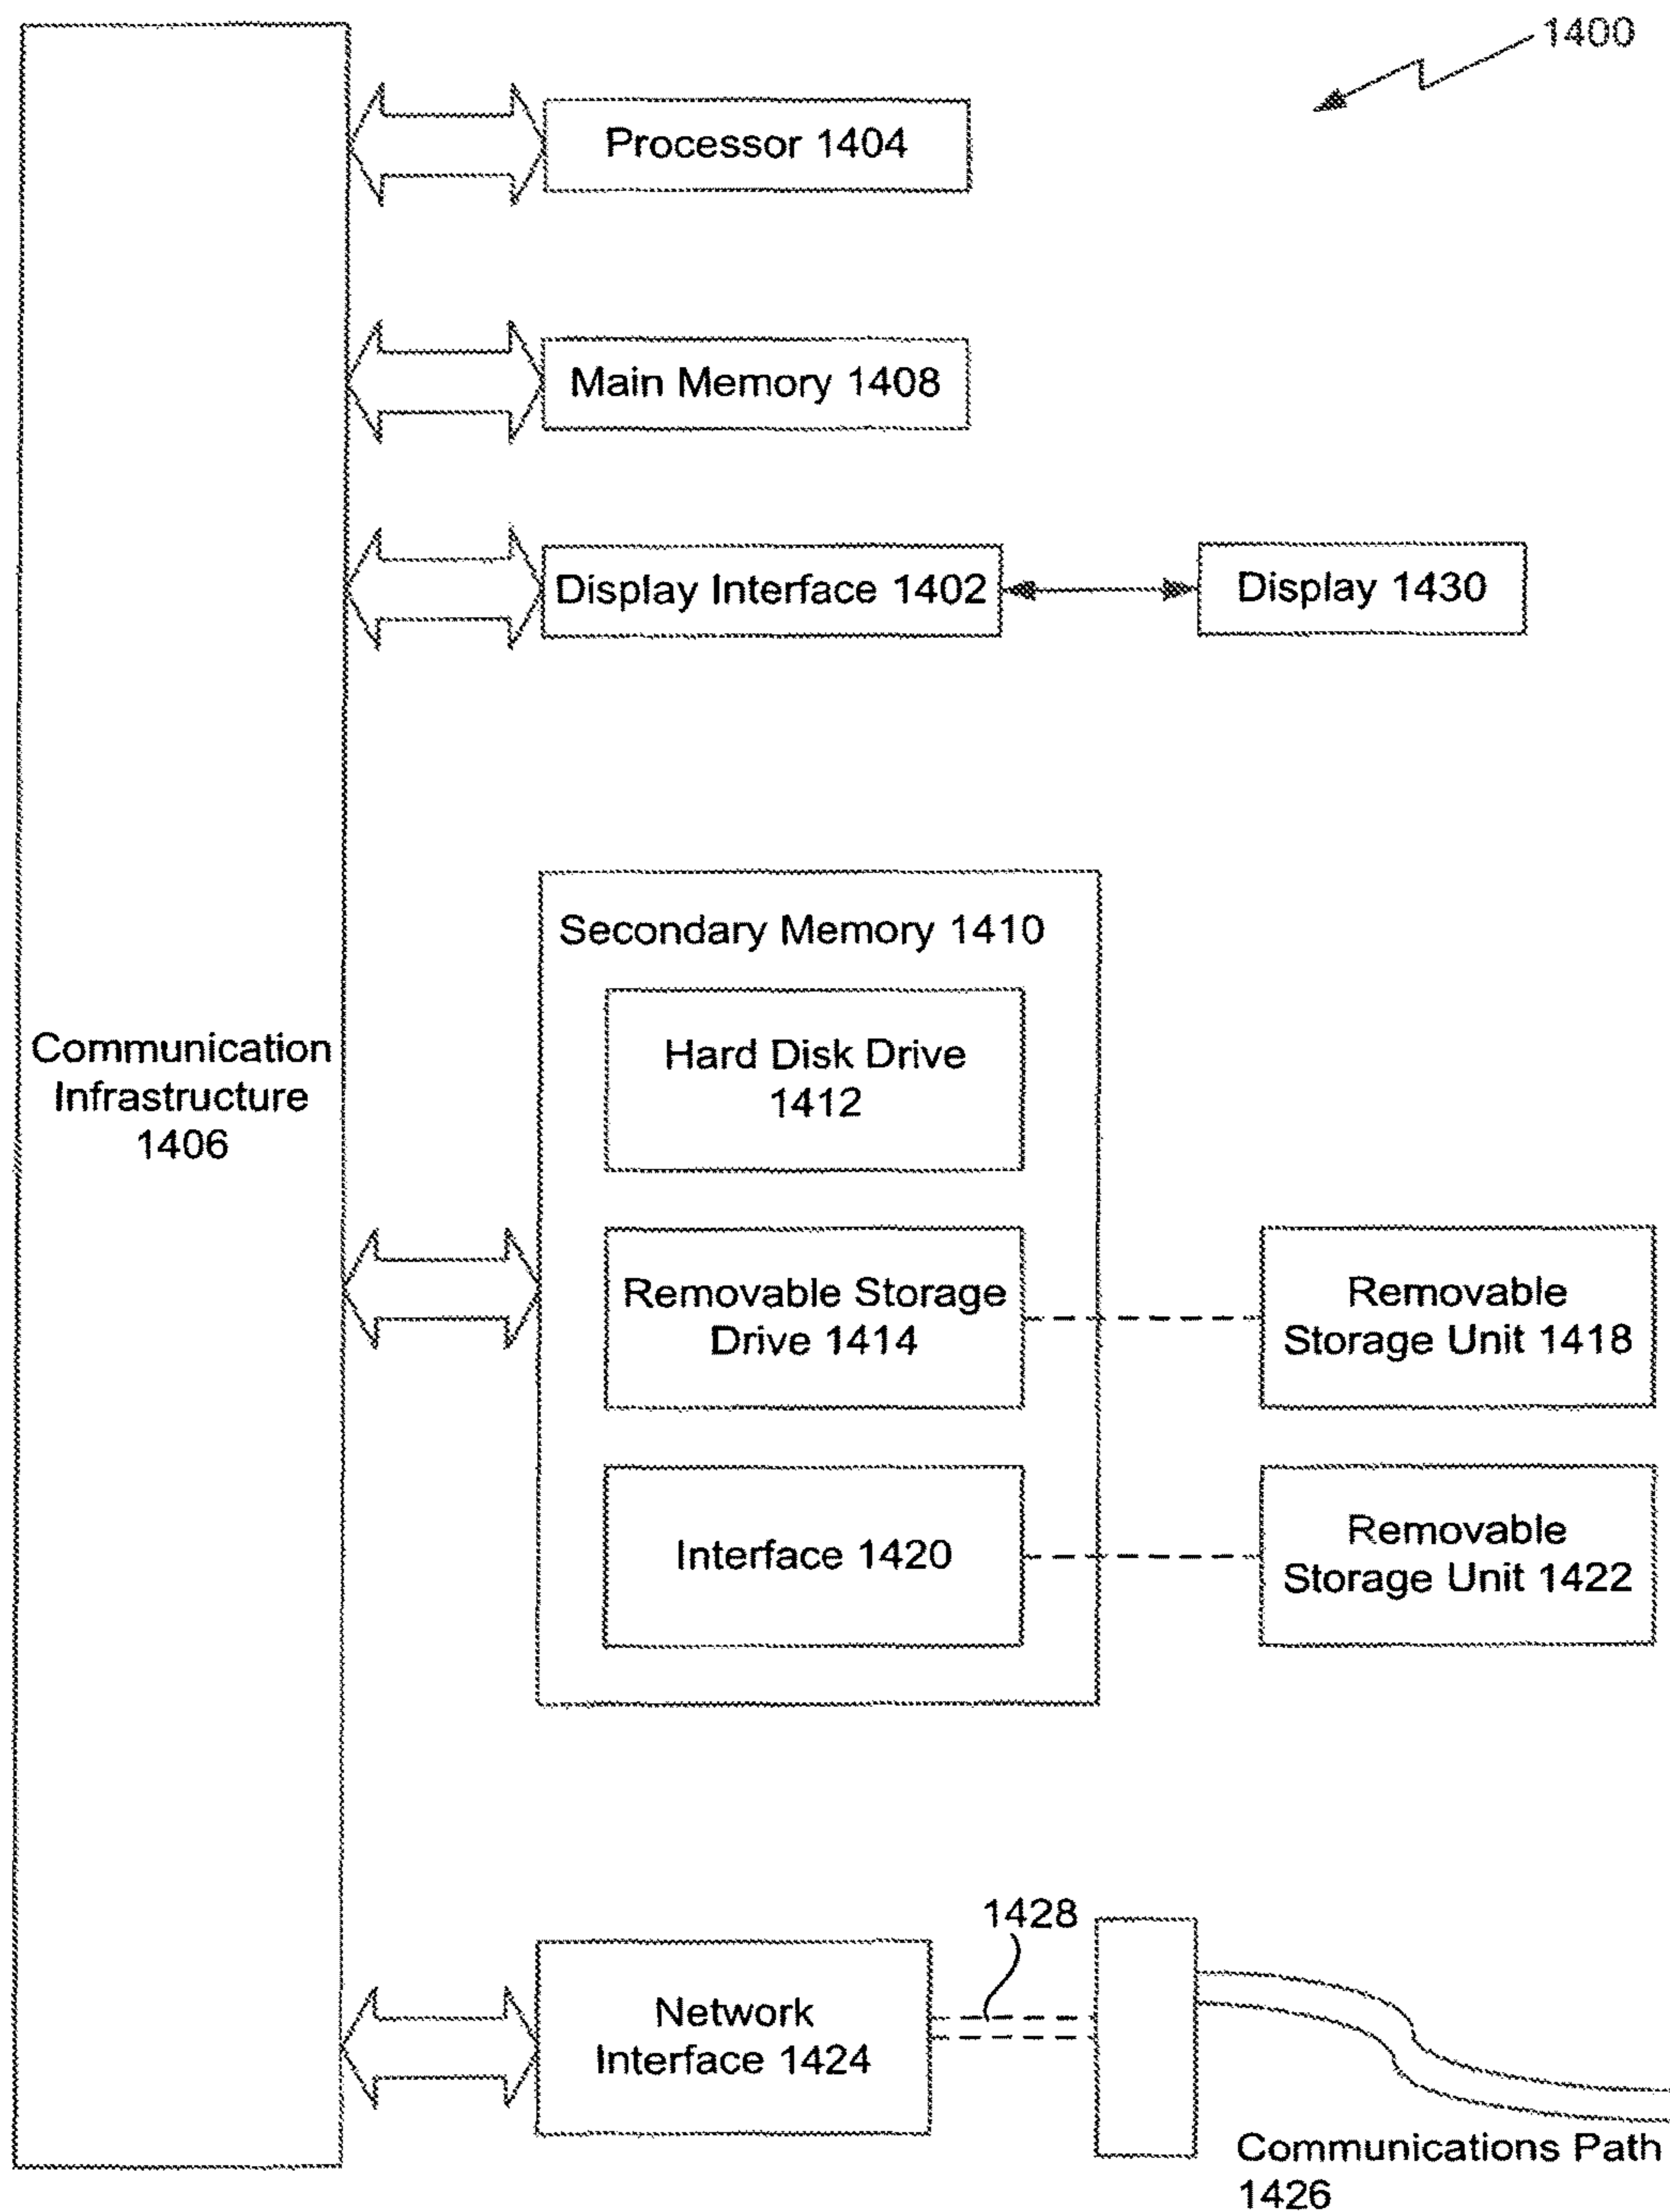 1400
Processor 1404
Main Memory 1408
Display Interface 1402
Display 1430
Secondary Memory 1410
Communication
Infrastructure
1406
Hard Disk Drive
1412
Removable Storage
Drive 1414
Removable
Storage Unit 1418
Interface 1420
Removable
Storage Unit 1422
1428
Network
Interface 1424
Communications Path
1426